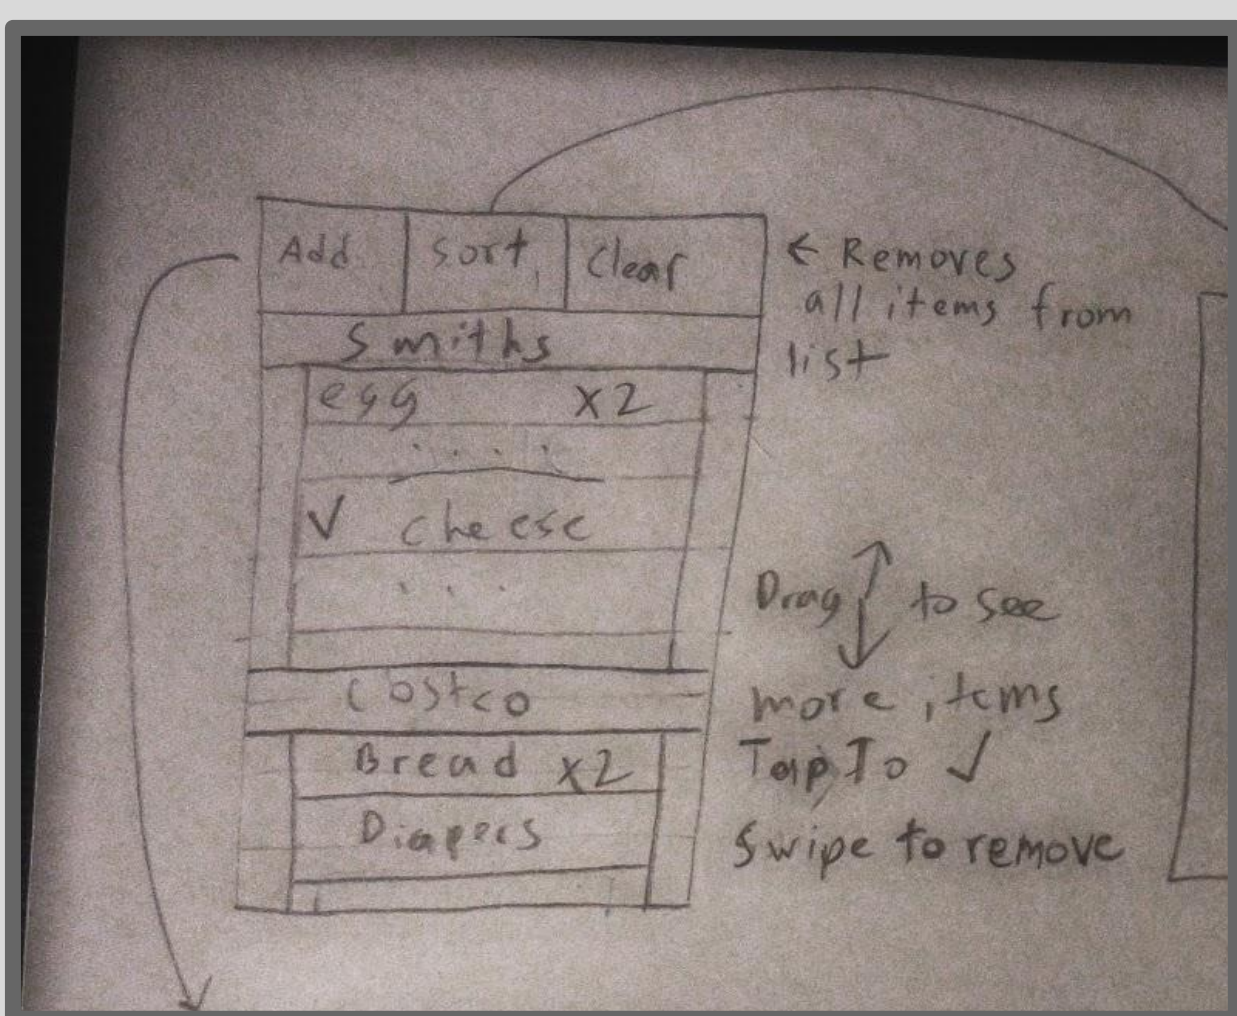 Add Sort Clear
← Removes
all items from
list
Smiths
egg x2
. . . .
✓ cheese
. . .
Drag ↕ to see
more items
Tap To ✓
Swipe to remove
Costco
Bread x2
Diapers